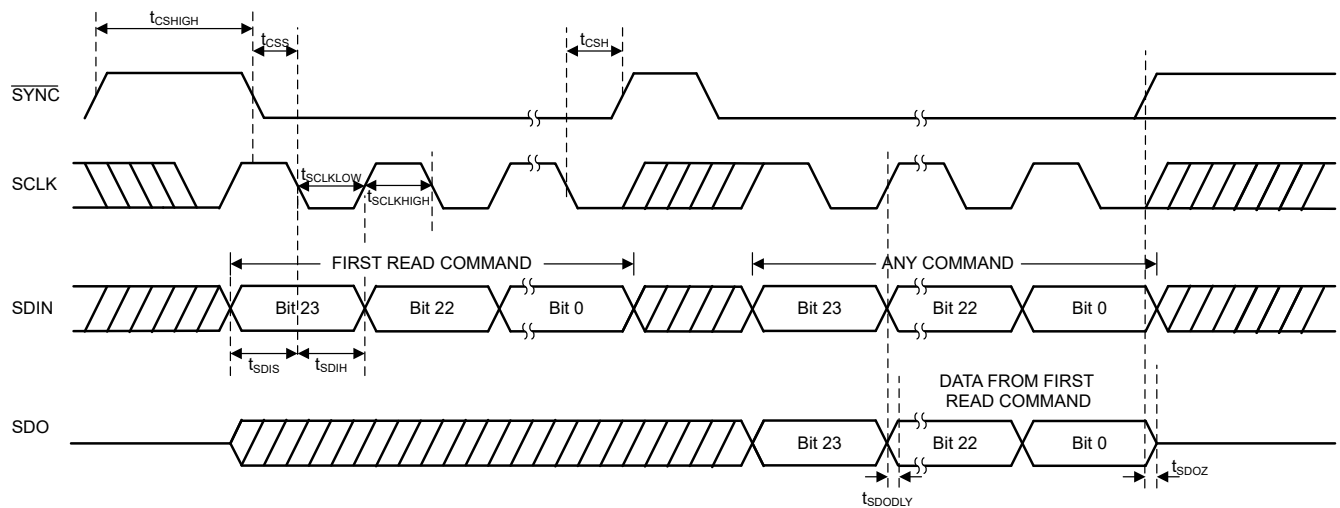 tCSHIGH
tCSS
tCSH
SYNC
SCLK
tSCLKLOW
tSCLKHIGH
FIRST READ COMMAND
ANY COMMAND
SDIN
Bit 23
Bit 22
Bit 0
Bit 23
Bit 22
Bit 0
tSDIS
tSDIH
DATA FROM FIRST
READ COMMAND
SDO
Bit 23
Bit 22
Bit 0
tSDODLY
tSDOZ